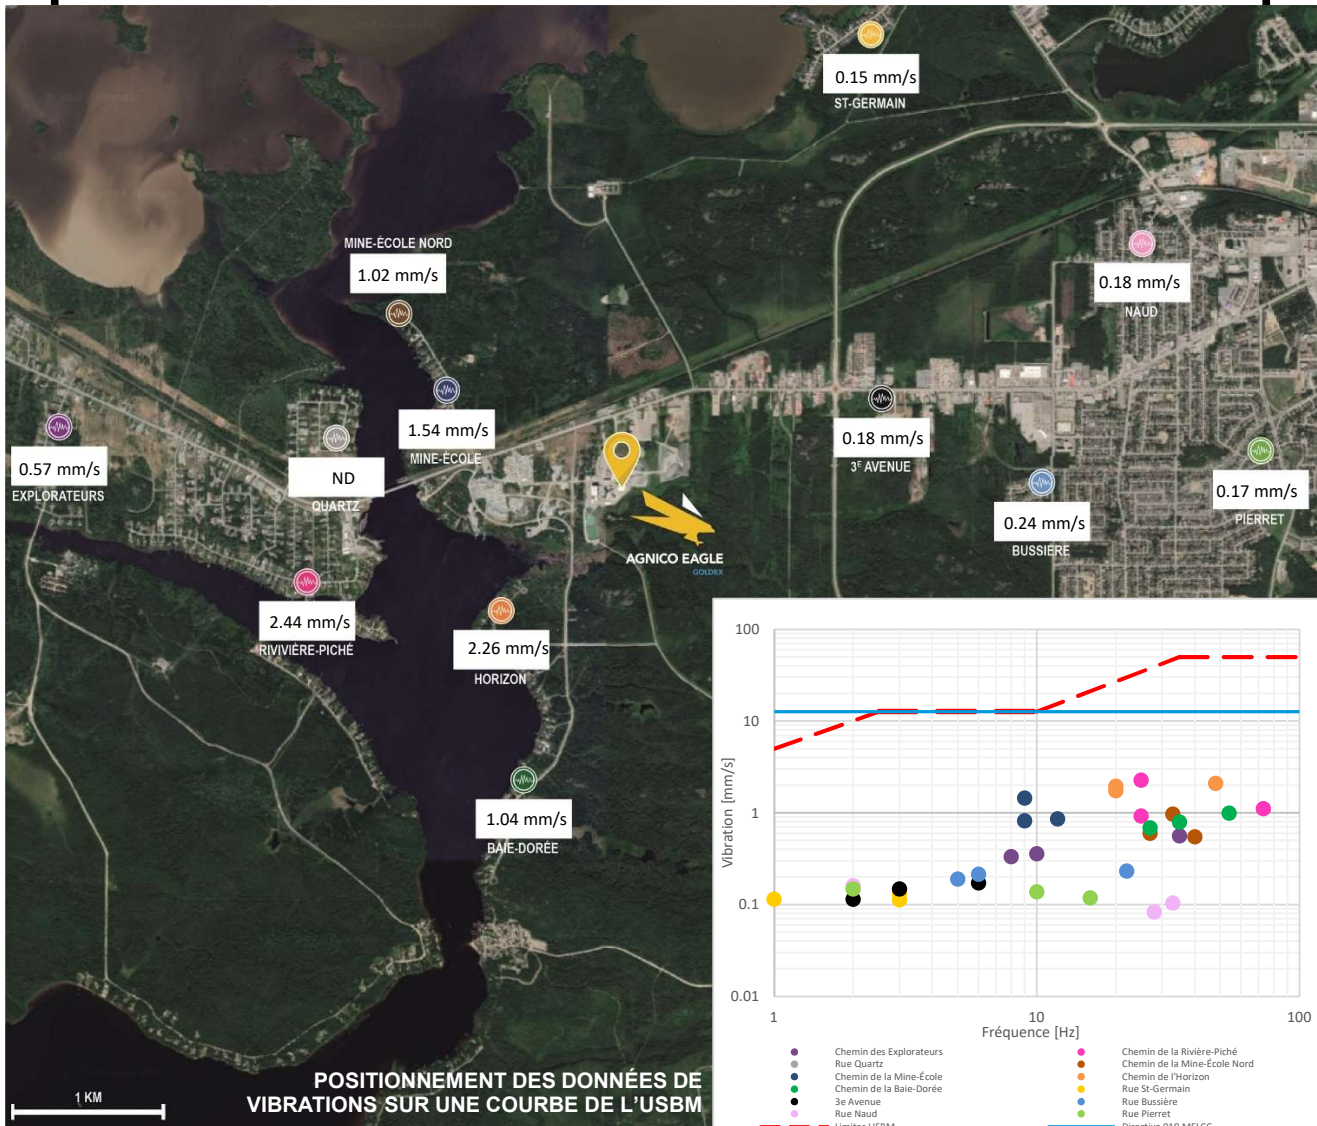 0.15 mm/s
ST-GERMAIN
MINE-ÉCOLE NORD
1.02 mm/s
0.18 mm/s
NAUD
1.54 mm/s
MINE-ÉCOLE
0.57 mm/s
EXPLORATEURS
ND
QUARTZ
0.18 mm/s
3E AVENUE
0.17 mm/s
PIERRET
0.24 mm/s
BUSSIÈRE
AGNICO EAGLE
GOLDEX
2.44 mm/s
RIVIVIÈRE-PICHÉ
2.26 mm/s
HORIZON
1.04 mm/s
BAIE-DORÉE
POSITIONNEMENT DES DONNÉES DE
VIBRATIONS SUR UNE COURBE DE L'USBM
1 KM
100
10
1
0.1
0.01
Vibration [mm/s]
1
10
100
Fréquence [Hz]
Chemin des Explorateurs
Chemin de la Rivière-Piché
Rue Quartz
Chemin de la Mine-École Nord
Chemin de la Mine-École
Chemin de l'Horizon
Chemin de la Baie-Dorée
Rue St-Germain
3e Avenue
Rue Bussière
Rue Naud
Rue Pierret
Limites USBM
Directive 019 MELCC